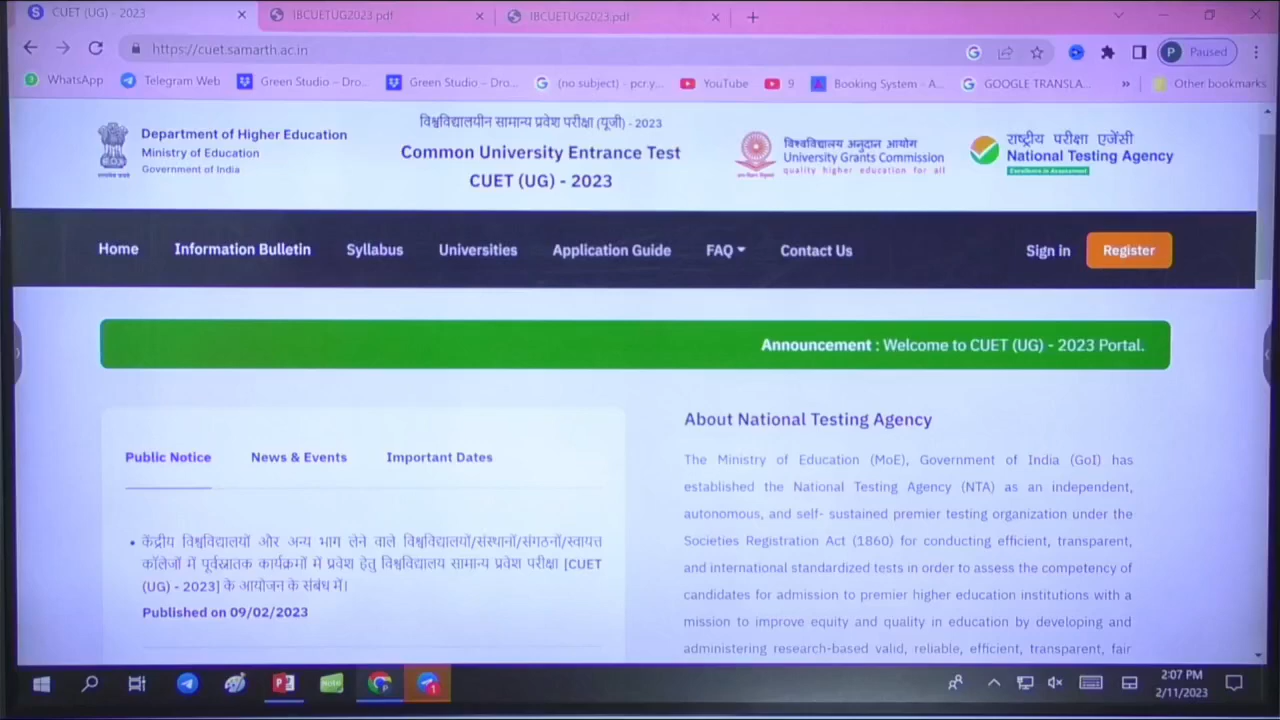 CUET (UG) - 2023
IBCUETUG2023.pdf
IBCUETUG2023.pdf
https://cuet.samarth.ac.in
Paused
WhatsApp
Telegram Web
Green Studio – Dro...
Green Studio – Dro...
(no subject) - pcr.y...
YouTube
9
Booking System - A...
GOOGLE TRANSLA...
Other bookmarks
Department of Higher Education
Ministry of Education
Government of India
विश्वविद्यालयीन सामान्य प्रवेश परीक्षा (यूजी) - 2023
Common University Entrance Test
CUET (UG) - 2023
विश्वविद्यालय अनुदान आयोग
University Grants Commission
quality higher education for all
राष्ट्रीय परीक्षा एजेंसी
National Testing Agency
Excellence in Assessment
Home
Information Bulletin
Syllabus
Universities
Application Guide
FAQ
Contact Us
Sign in
Register
Announcement : Welcome to CUET (UG) - 2023 Portal.
Public Notice
News & Events
Important Dates
• केंद्रीय विश्वविद्यालयों और अन्य भाग लेने वाले विश्वविद्यालयों/संस्थानों/संगठनों/स्वायत्त
कॉलेजों में पूर्वस्नातक कार्यक्रमों में प्रवेश हेतु विश्वविद्यालय सामान्य प्रवेश परीक्षा [CUET
(UG) - 2023] के आयोजन के संबंध में।
Published on 09/02/2023
About National Testing Agency
The Ministry of Education (MoE), Government of India (GoI) has
established the National Testing Agency (NTA) as an independent,
autonomous, and self- sustained premier testing organization under the
Societies Registration Act (1860) for conducting efficient, transparent,
and international standardized tests in order to assess the competency of
candidates for admission to premier higher education institutions with a
mission to improve equity and quality in education by developing and
administering research-based valid, reliable, efficient, transparent, fair
2:07 PM
2/11/2023